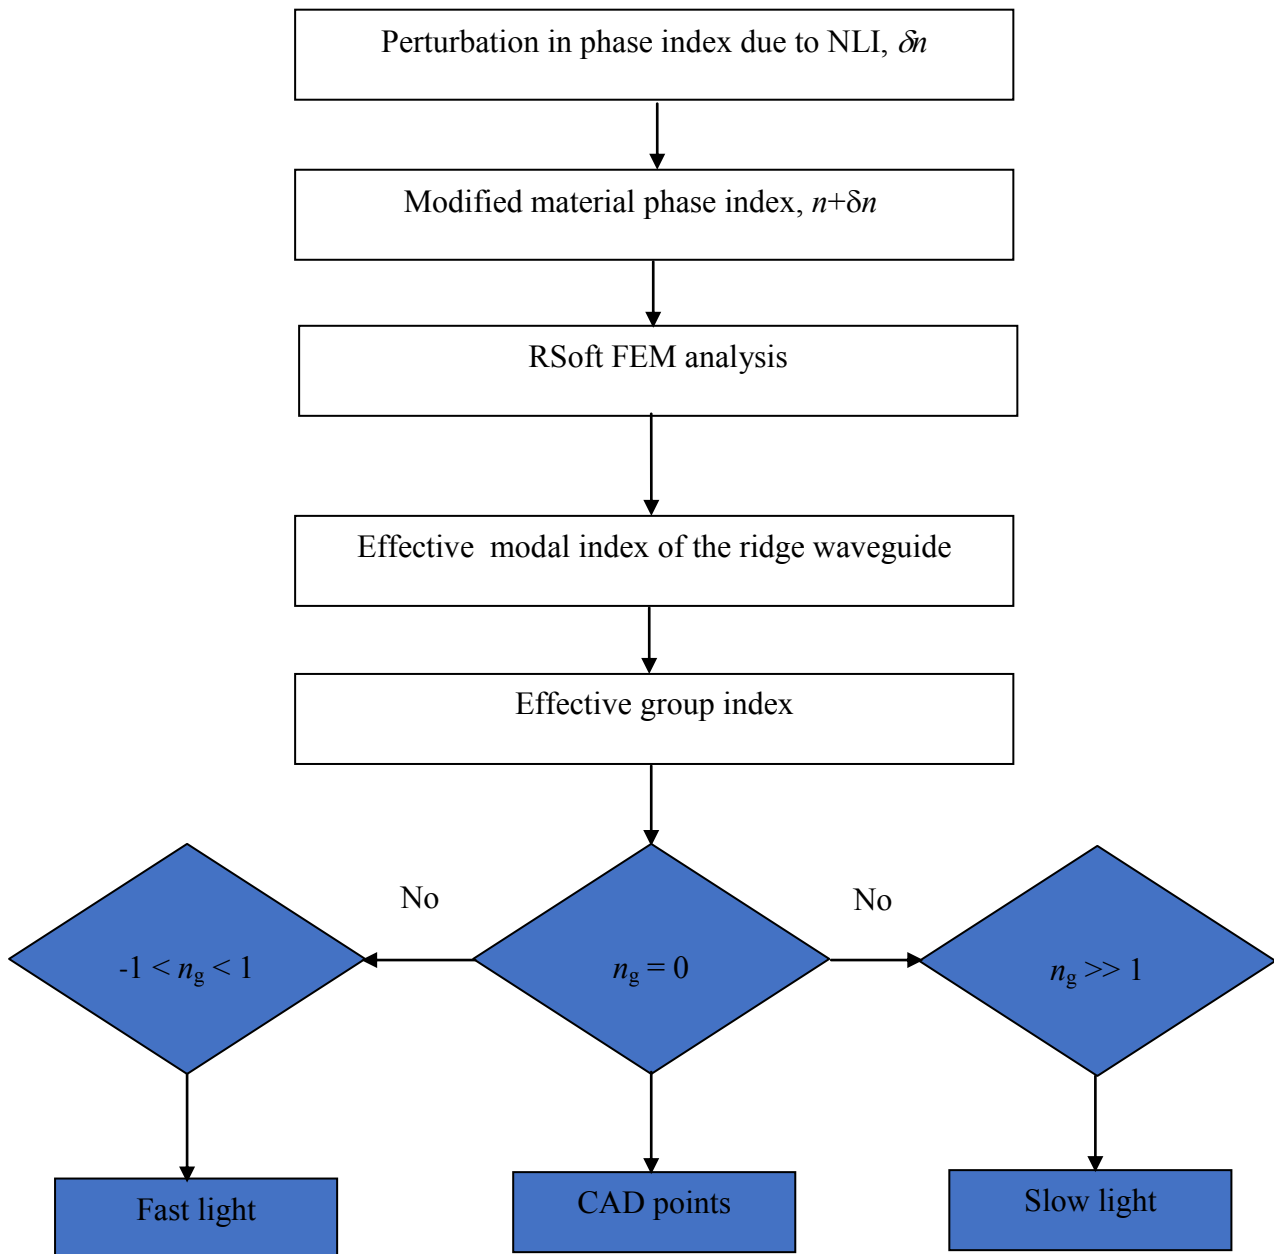 Perturbation in phase index due to NLI, δn
Modified material phase index, n+δn
RSoft FEM analysis
Effective modal index of the ridge waveguide
Effective group index
No
No
-1 < ng < 1
ng = 0
ng >> 1
Fast light
CAD points
Slow light